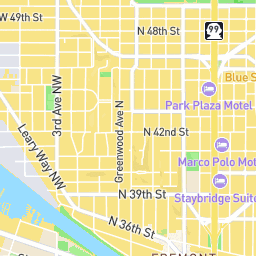 W 49th St
N 48th St
99
Blue S
3rd Ave NW
Park Plaza Motel
Greenwood Ave N
N 42nd St
Leary Way NW
Marco Polo Mot
N 39th St
Staybridge Suite
N 36th St
FREMONT